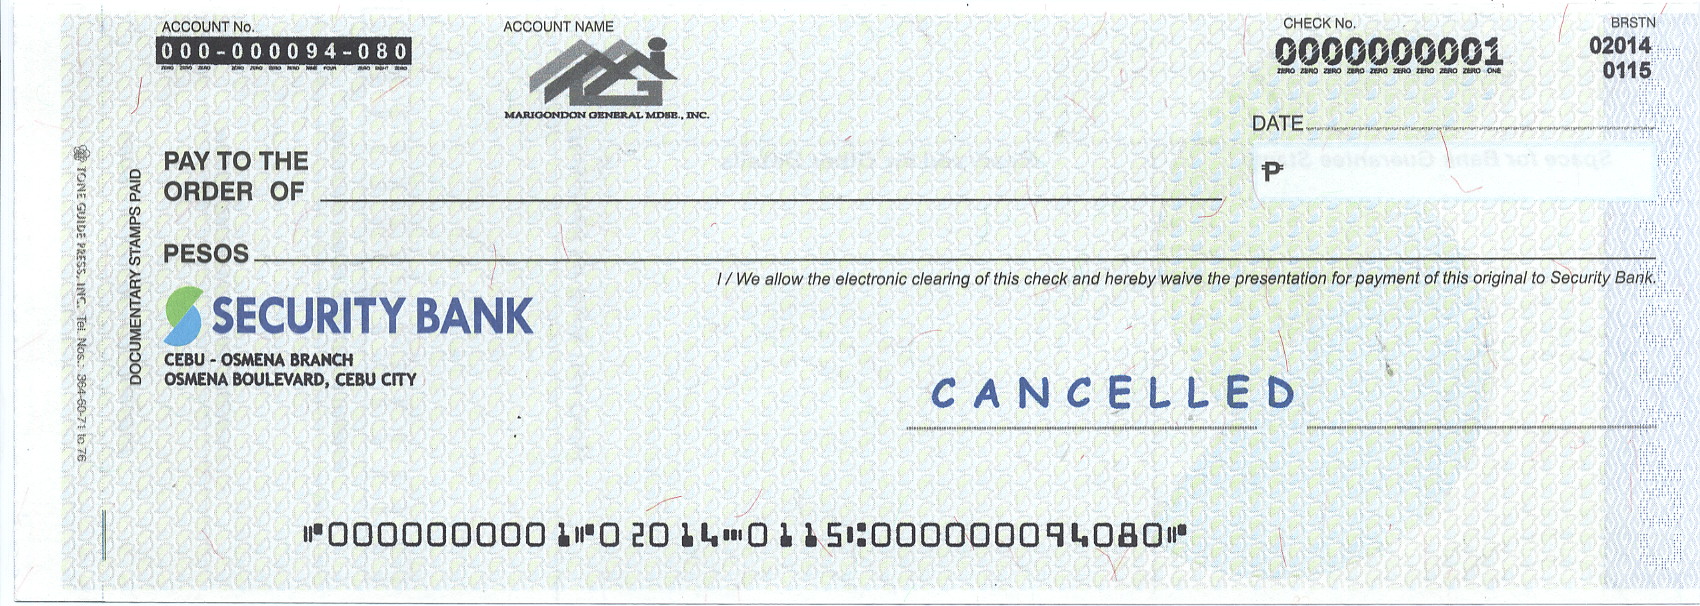 ACCOUNT No.
000-000094-080
ZERO ZERO ZERO ZERO ZERO ZERO ZERO NINE FOUR ZERO EIGHT ZERO
ACCOUNT NAME
MARIGONDON GENERAL MDSE., INC.
CHECK No.
0000000001
ZERO ZERO ZERO ZERO ZERO ZERO ZERO ZERO ZERO ONE
BRSTN
02014
0115
DATE
PAY TO THE
ORDER OF
₱
PESOS
I / We allow the electronic clearing of this check and hereby waive the presentation for payment of this original to Security Bank.
SECURITY BANK
CEBU - OSMENA BRANCH
OSMENA BOULEVARD, CEBU CITY
CANCELLED
⑈0000000001⑈02014⑉0115⑆000000094080⑈
DOCUMENTARY STAMPS PAID
TONE GUIDE PRESS, INC. Tel. Nos.: 364-60-71 to 76